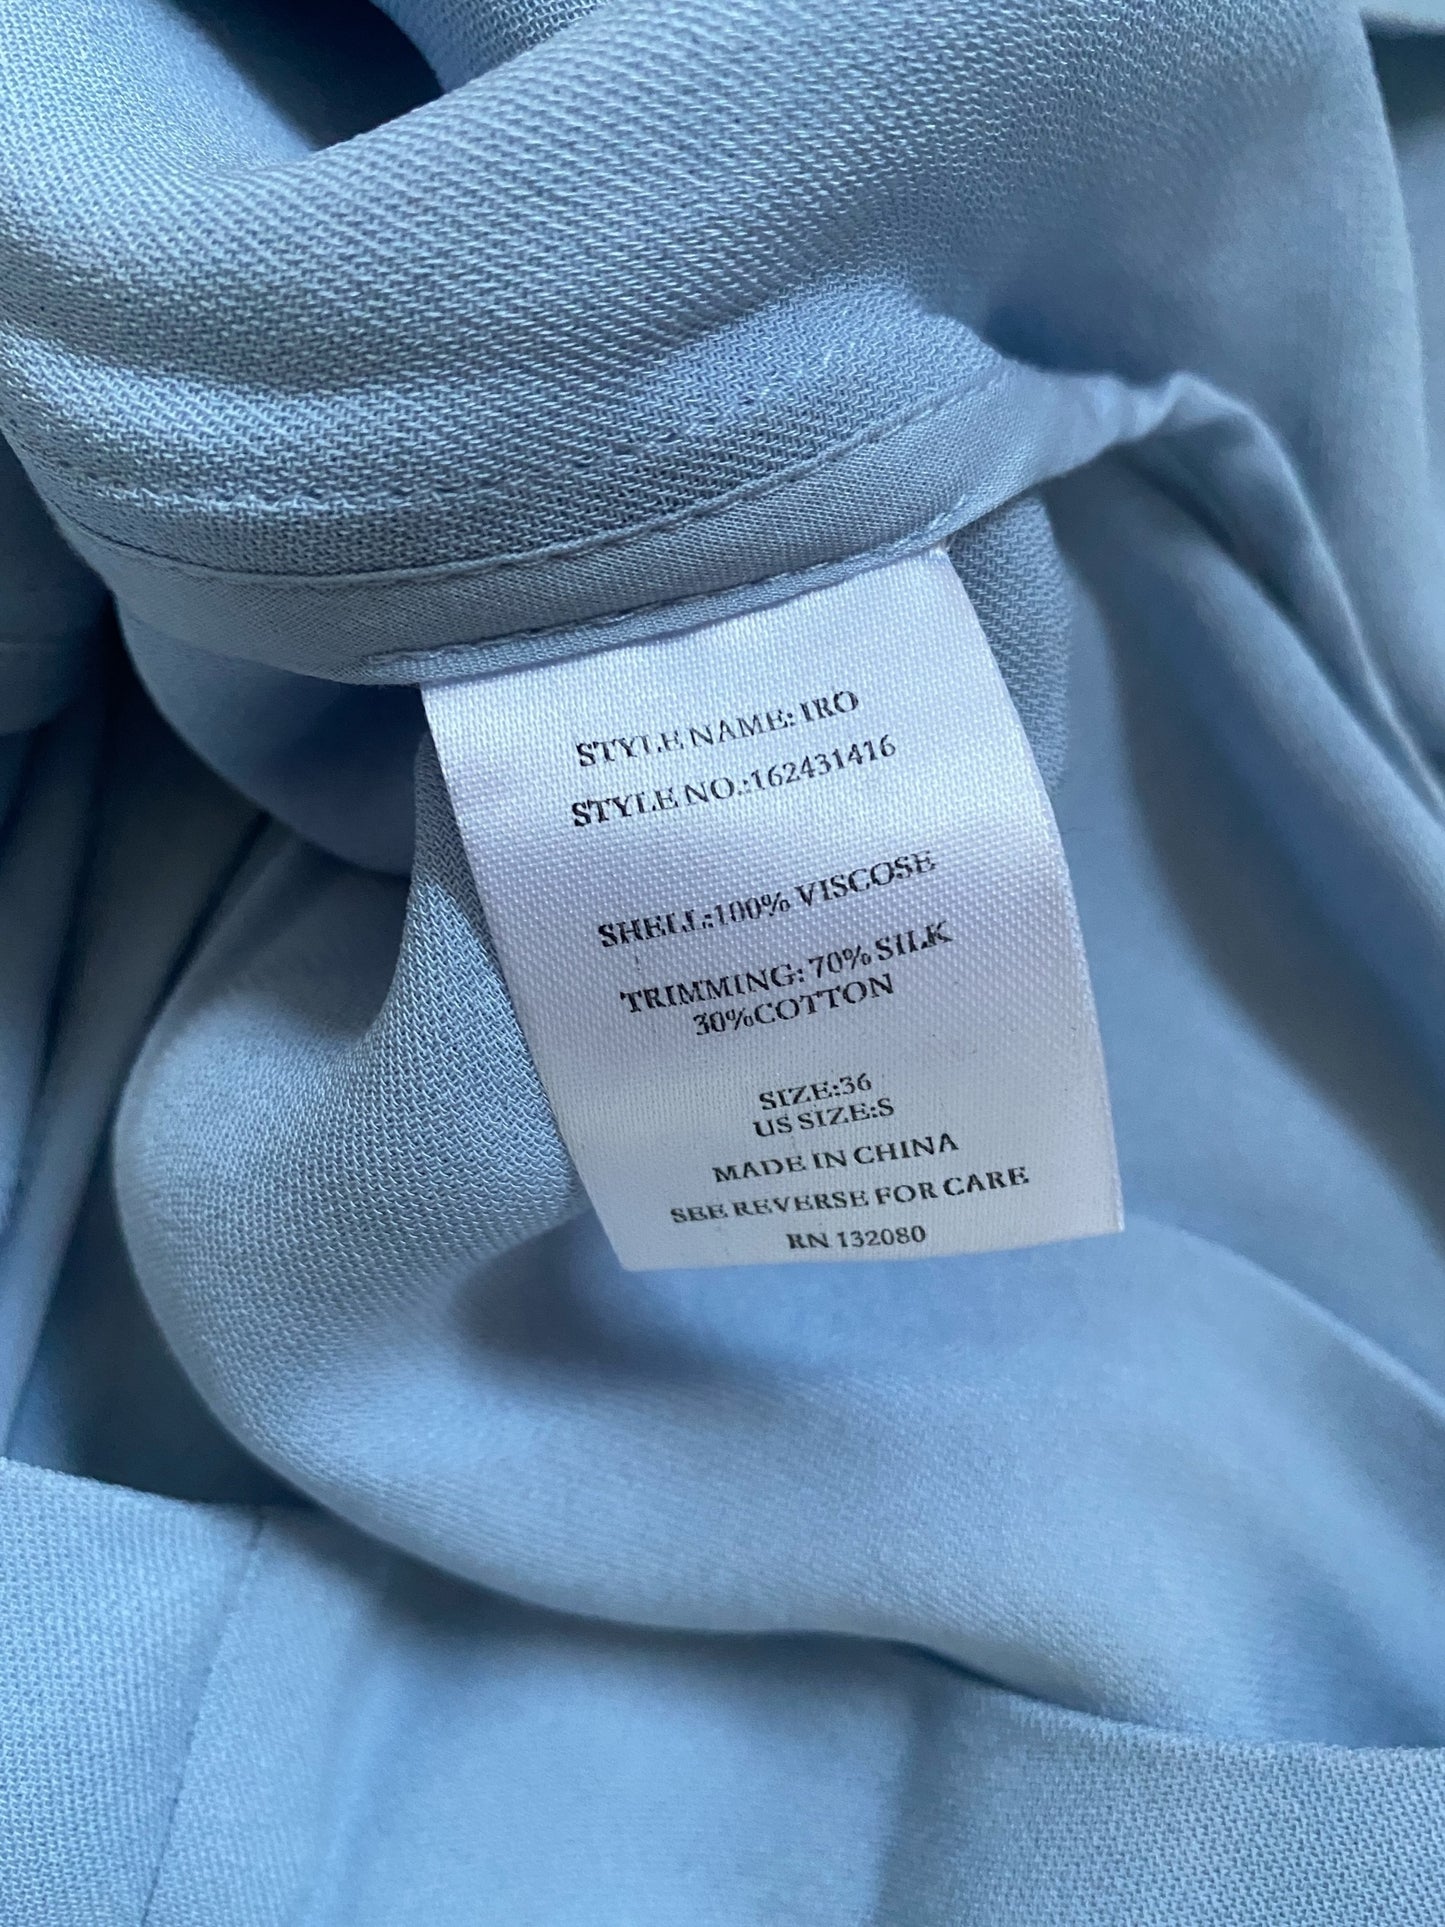 STYLE NAME: IRO
STYLE NO.:162431416
SHELL:100% VISCOSE
TRIMMING: 70% SILK
30%COTTON
SIZE:36
US SIZE:S
MADE IN CHINA
SEE REVERSE FOR CARE
RN 132080